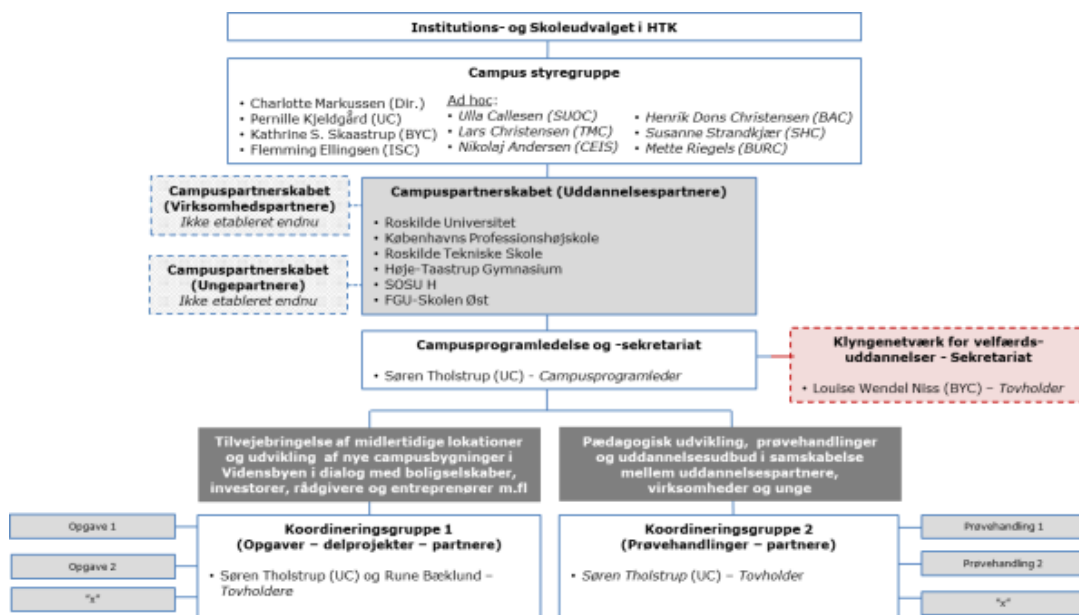 Institutions- og Skoleudvalget i HTK
Campus styregruppe
• Charlotte Markussen (Dir.)
• Pernille Kjeldgård (UC)
• Kathrine S. Skaastrup (BYC)
• Flemming Ellingsen (ISC)
Ad hoc:
• Ulla Callesen (SUOC)
• Lars Christensen (TMC)
• Nikolaj Andersen (CEIS)
• Henrik Dons Christensen (BAC)
• Susanne Strandkjær (SHC)
• Mette Riegels (BURC)
Campuspartnerskabet
(Virksomhedspartnere)
Ikke etableret endnu
Campuspartnerskabet
(Ungepartnere)
Ikke etableret endnu
Campuspartnerskabet (Uddannelsespartnere)
• Roskilde Universitet
• Københavns Professionshøjskole
• Roskilde Tekniske Skole
• Høje-Taastrup Gymnasium
• SOSU H
• FGU-Skolen Øst
Campusprogramledelse og -sekretariat
• Søren Tholstrup (UC) - Campusprogramleder
Klyngenetværk for velfærds-
uddannelser - Sekretariat
• Louise Wendel Niss (BYC) – Tovholder
Tilvejebringelse af midlertidige lokationer
og udvikling af nye campusbygninger i
Vidensbyen i dialog med boligselskaber,
investorer, rådgivere og entreprenører m.fl
Pædagogisk udvikling, prøvehandlinger
og uddannelsesudbud i samskabelse
mellem uddannelsespartnere,
virksomheder og unge
Opgave 1
Opgave 2
"x"
Koordineringsgruppe 1
(Opgaver – delprojekter – partnere)
• Søren Tholstrup (UC) og Rune Bæklund –
Tovholdere
Koordineringsgruppe 2
(Prøvehandlinger – partnere)
• Søren Tholstrup (UC) – Tovholder
Prøvehandling 1
Prøvehandling 2
"x"